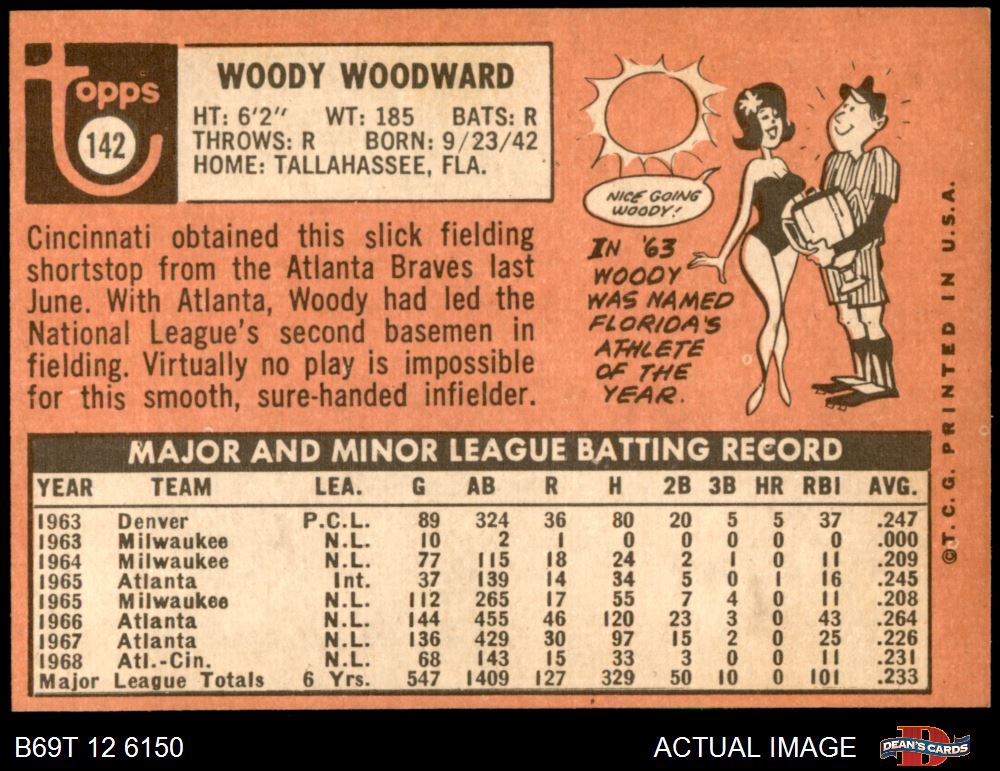 topps
142
WOODY WOODWARD
HT: 6'2" WT: 185 BATS: R
THROWS: R BORN: 9/23/42
HOME: TALLAHASSEE, FLA.
Cincinnati obtained this slick fielding
shortstop from the Atlanta Braves last
June. With Atlanta, Woody had led the
National League's second basemen in
fielding. Virtually no play is impossible
for this smooth, sure-handed infielder.
NICE GOING
WOODY!
IN '63
WOODY
WAS NAMED
FLORIDA'S
ATHLETE
OF THE
YEAR.
©T.C.G. PRINTED IN U.S.A.
MAJOR AND MINOR LEAGUE BATTING RECORD
YEAR TEAM LEA. G AB R H 2B 3B HR RBI AVG.
1963 Denver P.C.L. 89 324 36 80 20 5 5 37 .247
1963 Milwaukee N.L. 10 2 1 0 0 0 0 0 .000
1964 Milwaukee N.L. 77 115 18 24 2 1 0 11 .209
1965 Atlanta Int. 37 139 14 34 5 0 1 16 .245
1965 Milwaukee N.L. 112 265 17 55 7 4 0 11 .208
1966 Atlanta N.L. 144 455 46 120 23 3 0 43 .264
1967 Atlanta N.L. 136 429 30 97 15 2 0 25 .226
1968 Atl.-Cin. N.L. 68 143 15 33 3 0 0 11 .231
Major League Totals 6 Yrs. 547 1409 127 329 50 10 0 101 .233
B69T 12 6150
ACTUAL IMAGE
DEAN'S CARDS